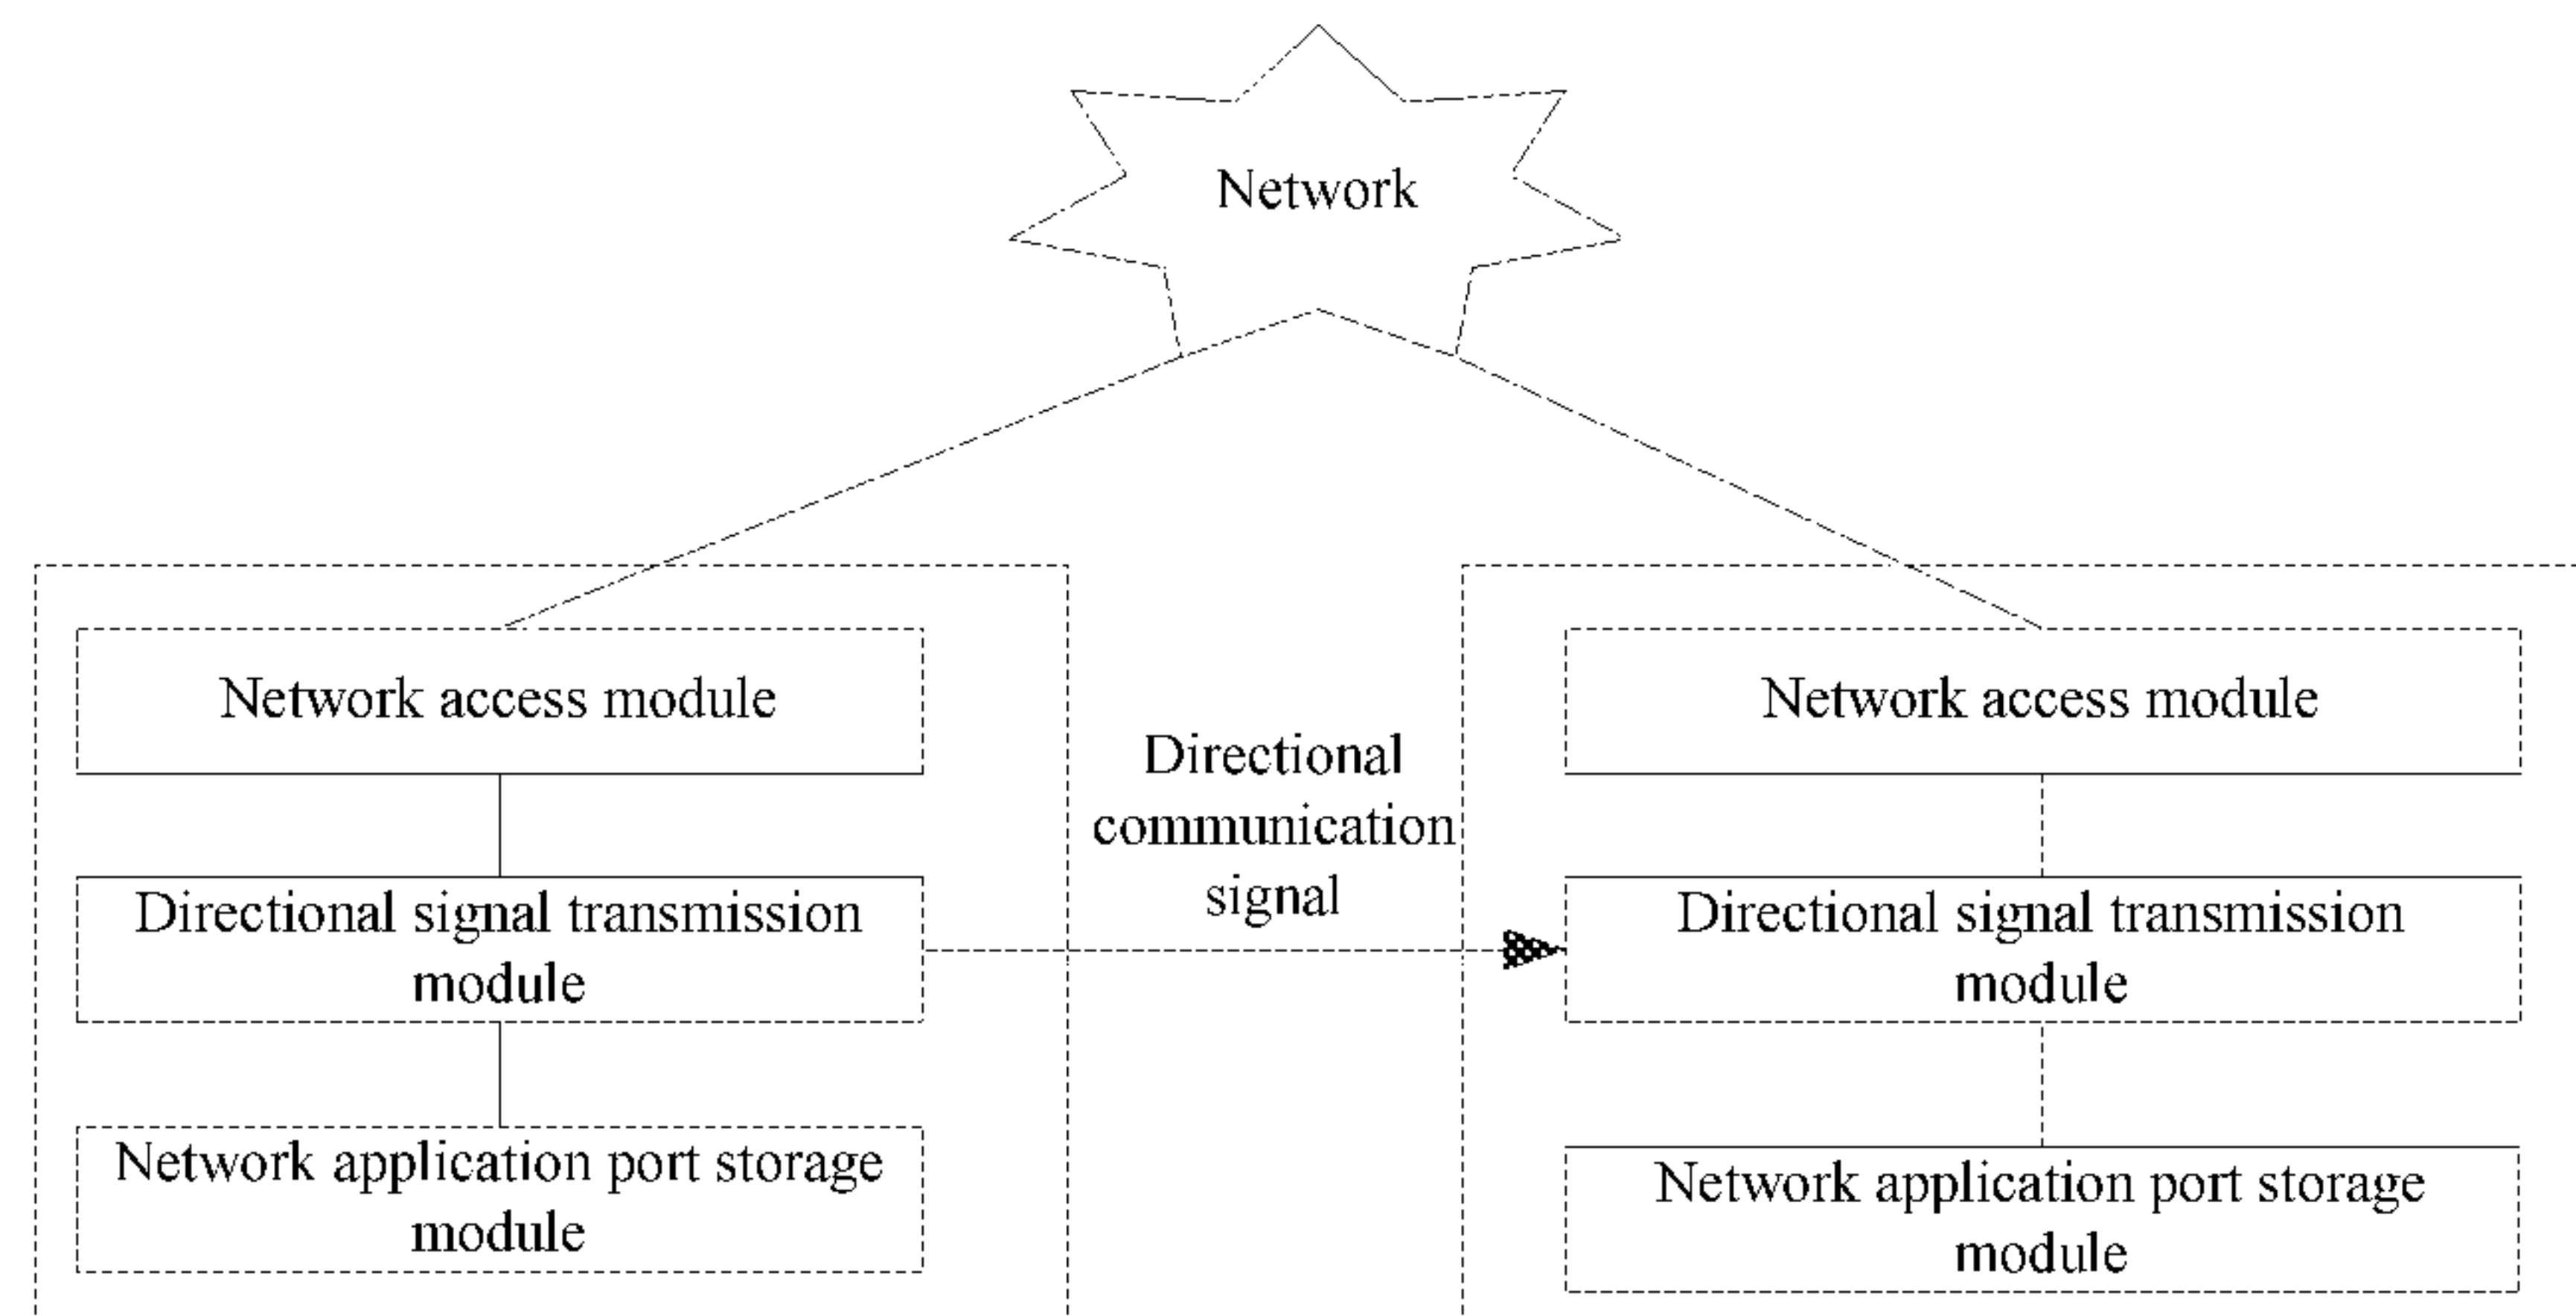 Network
Network access module
Directional signal transmission
module
Network application port storage
module
Directional
communication
signal
Network access module
Directional signal transmission
module
Network application port storage
module